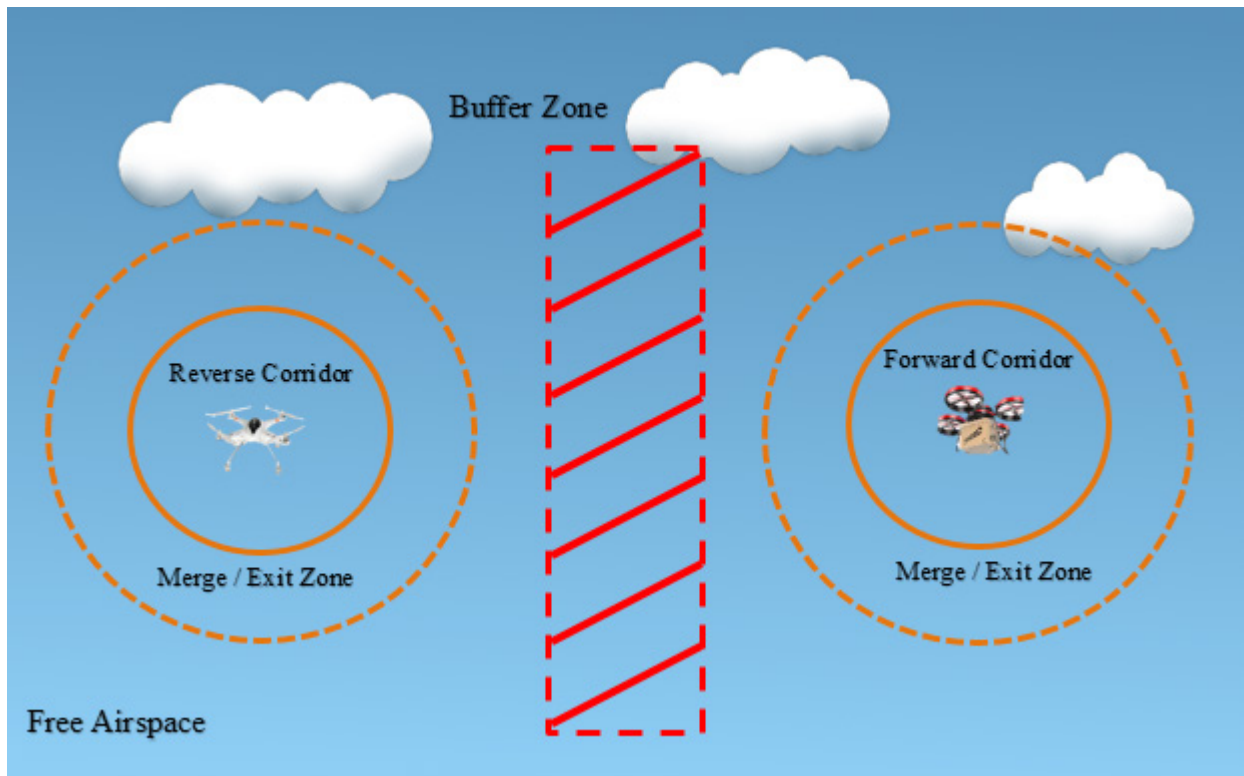 Buffer Zone
Reverse Corridor
Forward Corridor
Merge / Exit Zone
Merge / Exit Zone
Free Airspace